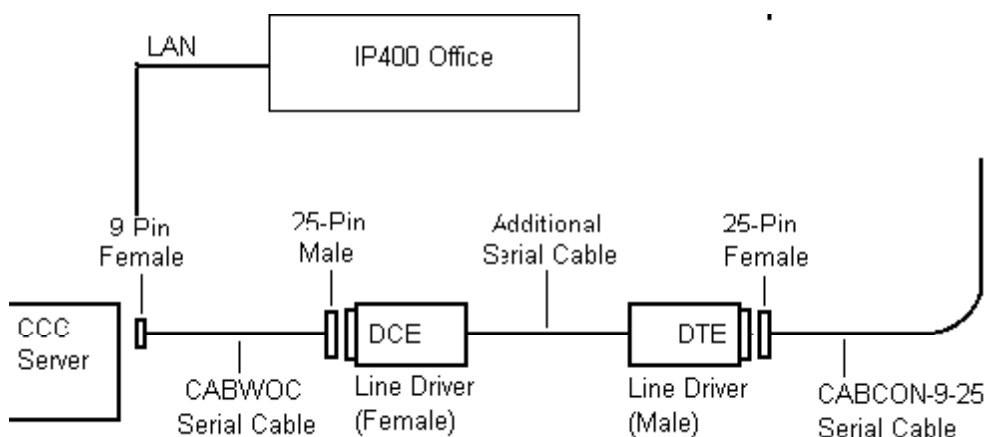 LAN
IP400 Office
9 Pin
Female
25-Pin
Male
Additional
Serial Cable
25-Pin
Female
CCC
Server
DCE
DTE
CABWOC
Serial Cable
Line Driver
(Female)
Line Driver
(Male)
CABCON-9-25
Serial Cable